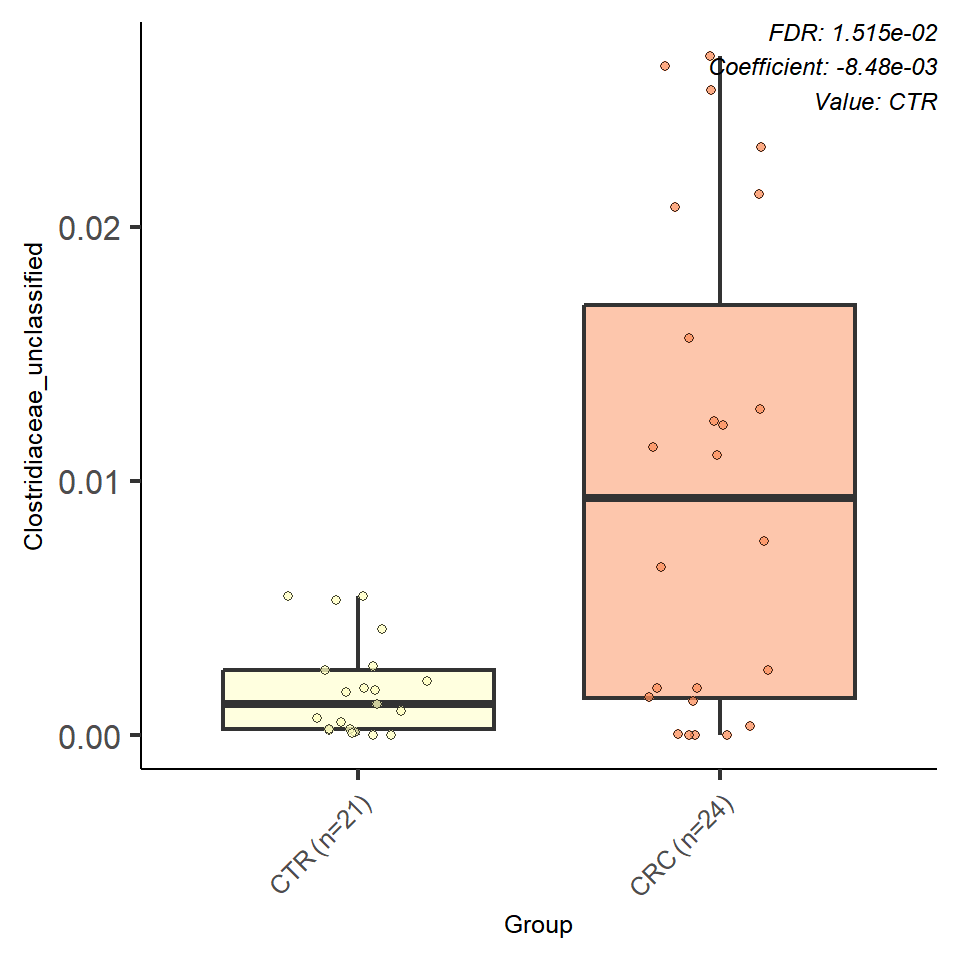 FDR: 1.515e-02
Coefficient: -8.48e-03
Value: CTR
Clostridiaceae_unclassified
0.02
0.01
0.00
CTR (n=21)
CRC (n=24)
Group